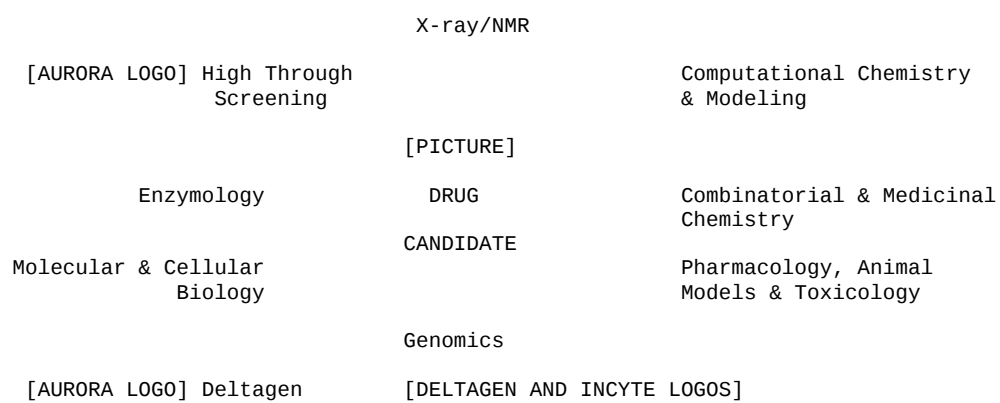 X-ray/NMR
[AURORA LOGO] High Through Computational Chemistry
Screening & Modeling
[PICTURE]
Enzymology DRUG Combinatorial & Medicinal
Chemistry
CANDIDATE
Molecular & Cellular Pharmacology, Animal
Biology Models & Toxicology
Genomics
[AURORA LOGO] Deltagen [DELTAGEN AND INCYTE LOGOS]